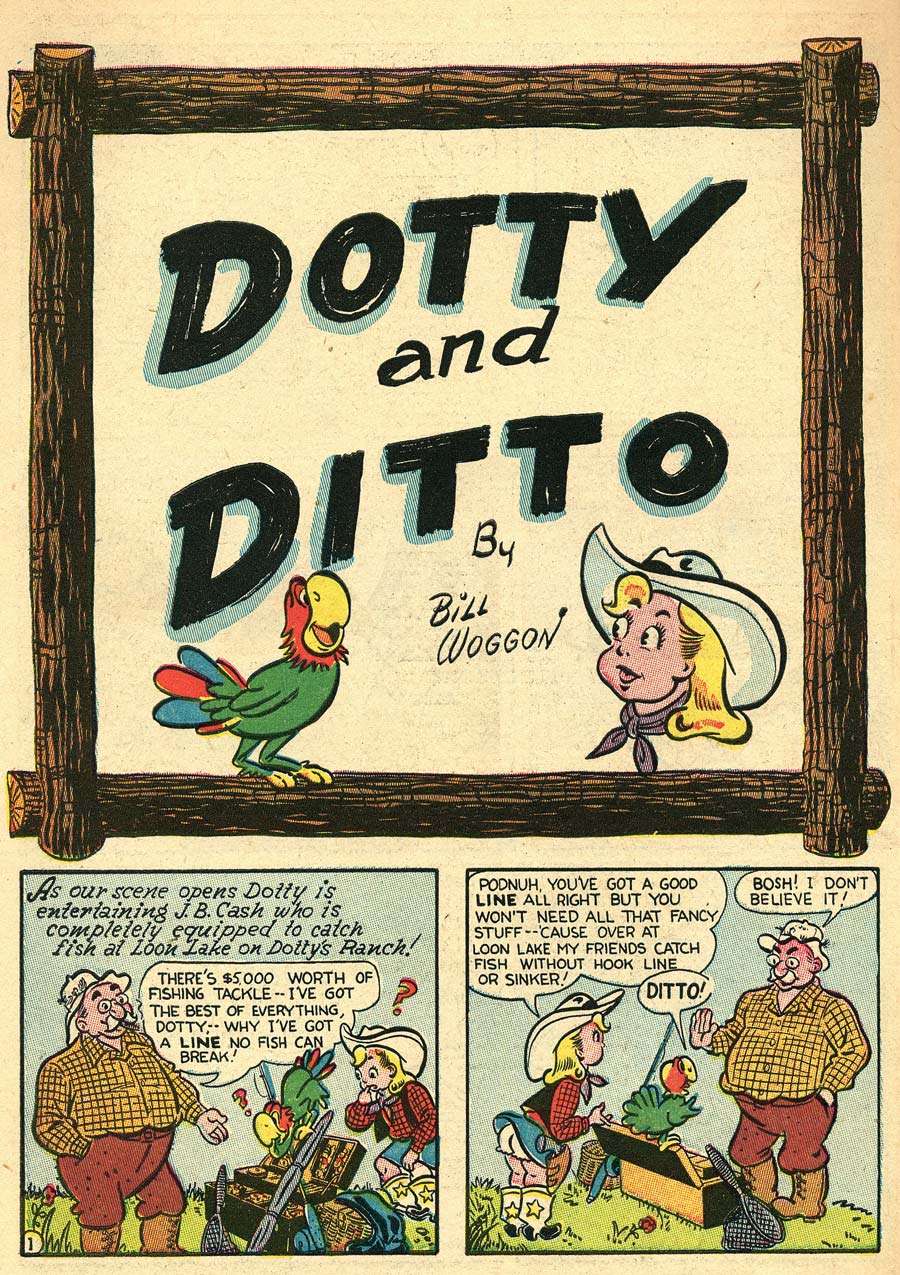 DOTTY
and
DITTO
By
BILL
WOGGON
As our scene opens Dotty is
entertaining J.B. Cash who is
completely equipped to catch
fish at Loon Lake on Dotty's Ranch!
THERE'S $5,000 WORTH OF
FISHING TACKLE -- I'VE GOT
THE BEST OF EVERYTHING,
DOTTY,-- WHY I'VE GOT
A LINE NO FISH CAN
BREAK!
?
?
?
1
PODNUH, YOU'VE GOT A GOOD
LINE ALL RIGHT BUT YOU
WON'T NEED ALL THAT FANCY
STUFF--'CAUSE OVER AT
LOON LAKE MY FRIENDS CATCH
FISH WITHOUT HOOK LINE
OR SINKER!
DITTO!
BOSH! I DON'T
BELIEVE IT!